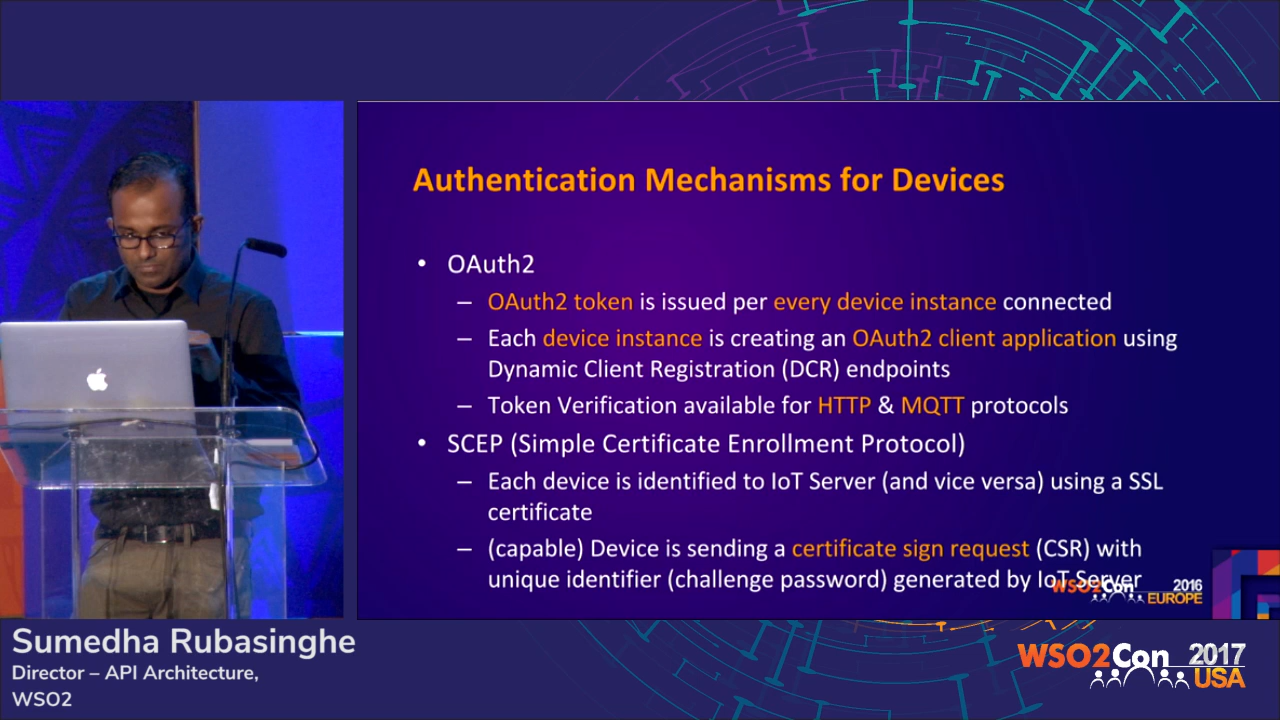 Authentication Mechanisms for Devices
• OAuth2
– OAuth2 token is issued per every device instance connected
– Each device instance is creating an OAuth2 client application using
Dynamic Client Registration (DCR) endpoints
– Token Verification available for HTTP & MQTT protocols
• SCEP (Simple Certificate Enrollment Protocol)
– Each device is identified to IoT Server (and vice versa) using a SSL
certificate
– (capable) Device is sending a certificate sign request (CSR) with
unique identifier (challenge password) generated by IoT Server
WSO2Con 2016
EUROPE
Sumedha Rubasinghe
Director – API Architecture,
WSO2
WSO2Con 2017
USA